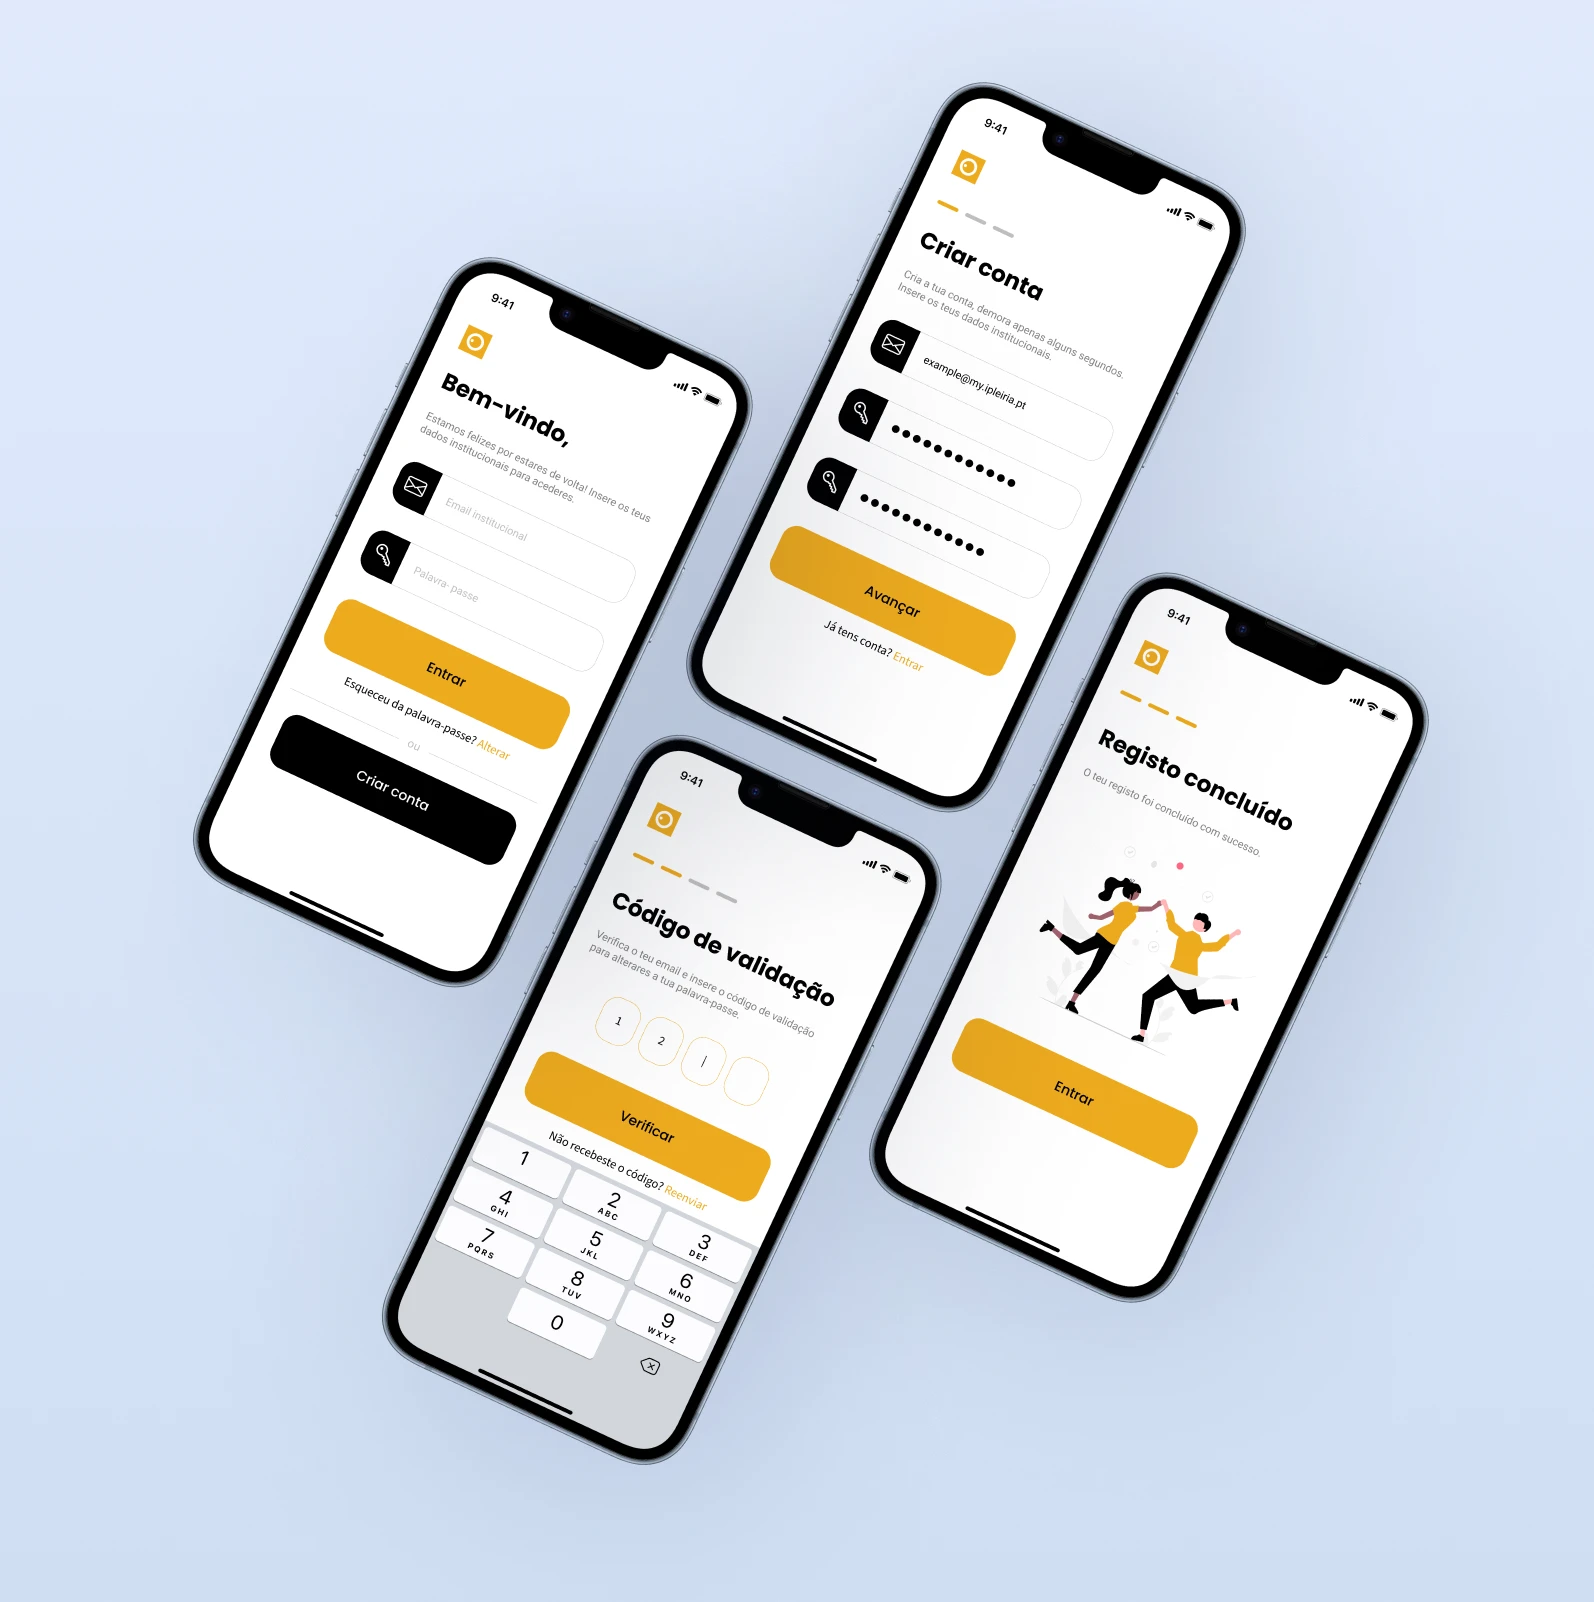 9:41
Bem-vindo,
Estamos felizes por estares de volta! Insere os teus
dados institucionais para acederes.
Email institucional
Palavra-passe
Entrar
Esqueceu da palavra-passe? Alterar
ou
Criar conta
9:41
Criar conta
Cria a tua conta, demora apenas alguns segundos.
Insere os teus dados institucionais.
example@my.ipleiria.pt
Avançar
Já tens conta? Entrar
9:41
Código de validação
Verifica o teu email e insere o código de validação
para alterares a tua palavra-passe.
1 2
Verificar
Não recebeste o código? Reenviar
1
2 ABC
3 DEF
4 GHI
5 JKL
6 MNO
7 PQRS
8 TUV
9 WXYZ
0
9:41
Registo concluído
O teu registo foi concluído com sucesso.
Entrar